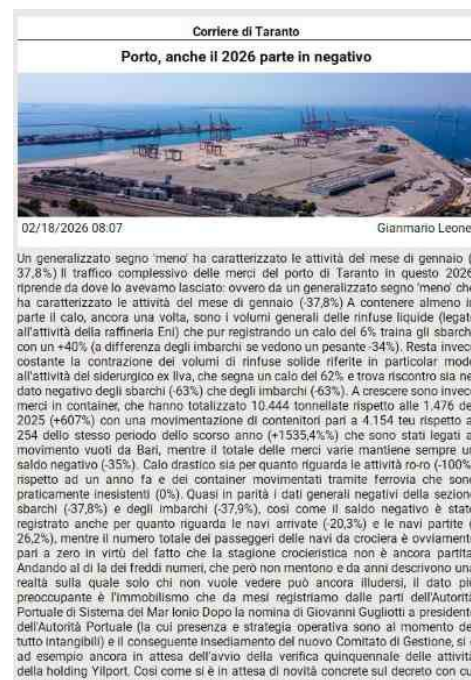 Corriere di Taranto
Porto, anche il 2026 parte in negativo
02/18/2026 08:07 Gianmario Leone
Un generalizzato segno 'meno' ha caratterizzato le attività del mese di gennaio (-
37,8%) Il traffico complessivo delle merci del porto di Taranto in questo 2026
riprende da dove lo avevamo lasciato: ovvero da un generalizzato segno 'meno' che
ha caratterizzato le attività del mese di gennaio (-37,8%) A contenere almeno in
parte il calo, ancora una volta, sono i volumi generali delle rinfuse liquide (legate
all'attività della raffineria Eni) che pur registrando un calo del 6% traina gli sbarchi
con un +40% (a differenza degli imbarchi se vedono un pesante -34%). Resta invece
costante la contrazione dei volumi di rinfuse solide riferite in particolar modo
all'attività del siderurgico ex Ilva, che segna un calo del 62% e trova riscontro sia nel
dato negativo degli sbarchi (-63%) che degli imbarchi (-63%). A crescere sono invece
merci in container, che hanno totalizzato 10.444 tonnellate rispetto alle 1.476 del
2025 (+607%) con una movimentazione di contenitori pari a 4.154 teu rispetto ai
254 dello stesso periodo dello scorso anno (+1535,4%%) che sono stati legati al
movimento vuoti da Bari, mentre il totale delle merci varie mantiene sempre un
saldo negativo (-35%). Calo drastico sia per quanto riguarda le attività ro-ro (-100%)
rispetto ad un anno fa e dei container movimentati tramite ferrovia che sono
praticamente inesistenti (0%). Quasi in parità i dati generali negativi della sezione
sbarchi (-37,8%) e degli imbarchi (-37,9%), così come il saldo negativo è stato
registrato anche per quanto riguarda le navi arrivate (-20,3%) e le navi partite (-
26,2%), mentre il numero totale dei passeggeri delle navi da crociera è ovviamente
pari a zero in virtù del fatto che la stagione crocieristica non è ancora partita.
Andando al di la dei freddi numeri, che però non mentono e da anni descrivono una
realtà sulla quale solo chi non vuole vedere può ancora illudersi, il dato più
preoccupante è l'immobilismo che da mesi registriamo dalle parti dell'Autorità
Portuale di Sistema del Mar Ionio Dopo la nomina di Giovanni Gugliotti a presidente
dell'Autorità Portuale (la cui presenza e strategia operativa sono al momento del
tutto intangibili) e il conseguente insediamento del nuovo Comitato di Gestione, si è
ad esempio ancora in attesa dell'avvio della verifica quinquennale delle attività
della holding Yilport. Così come si è in attesa di novità concrete sul decreto con cui